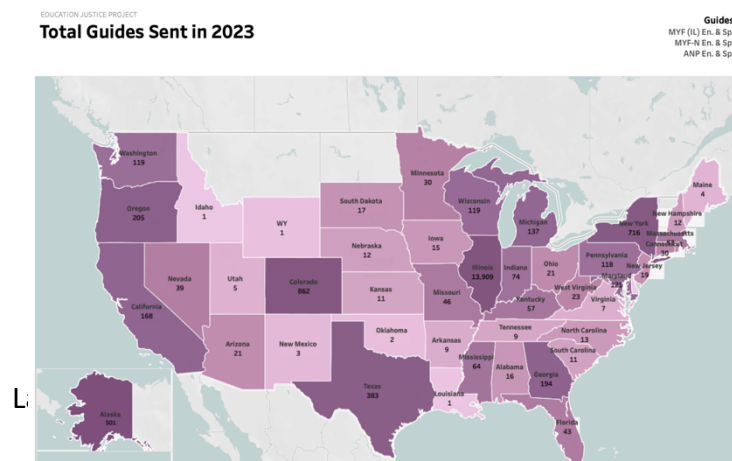 EDUCATION JUSTICE PROJECT
Total Guides Sent in 2023
Guides
MYF (IL) En. & Sp
MYF-N En. & Sp
ANP En. & Sp
Washington
119
Oregon
205
Idaho
1
WY
1
South Dakota
17
Minnesota
30
Wisconsin
119
Michigan
137
New York
716
Maine
4
New Hampshire
12
Massachusetts
Connecticut
30
Nebraska
12
Iowa
15
Nevada
39
Utah
5
Colorado
862
Kansas
11
Missouri
46
Illinois
13,909
Indiana
74
Ohio
21
Pennsylvania
118
New Jersey
19
Maryland
West Virginia
23
Virginia
7
Kentucky
57
California
168
Arizona
21
New Mexico
3
Oklahoma
2
Arkansas
9
Tennessee
9
North Carolina
13
South Carolina
11
Mississippi
64
Alabama
16
Georgia
194
Texas
383
Louisiana
1
Florida
43
Alaska